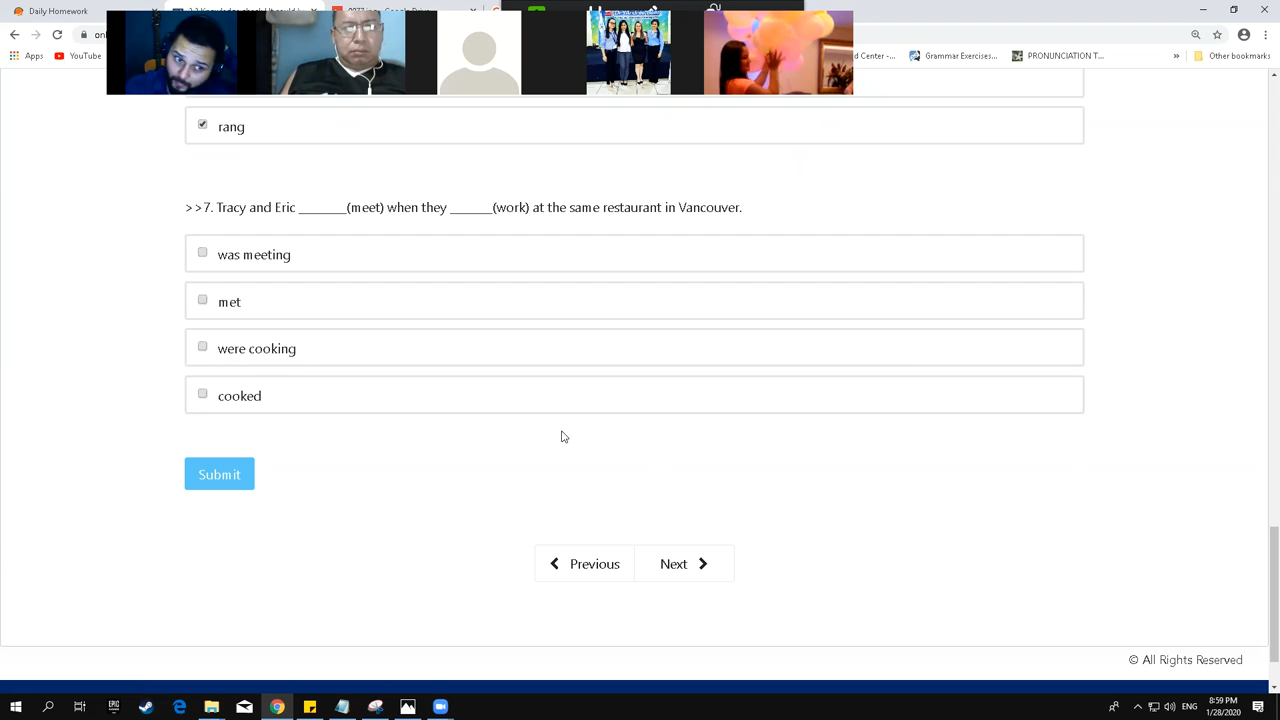 Daily Homework
Apps
YouTube
d Center -...
Grammar Exercises...
PRONUNCIATION T...
»
Other bookmarks
rang
>>7. Tracy and Eric _______(meet) when they ______(work) at the same restaurant in Vancouver.
was meeting
met
were cooking
cooked
Submit
Previous
Next
© All Rights Reserved
EPIC
ENG
8:59 PM
1/28/2020